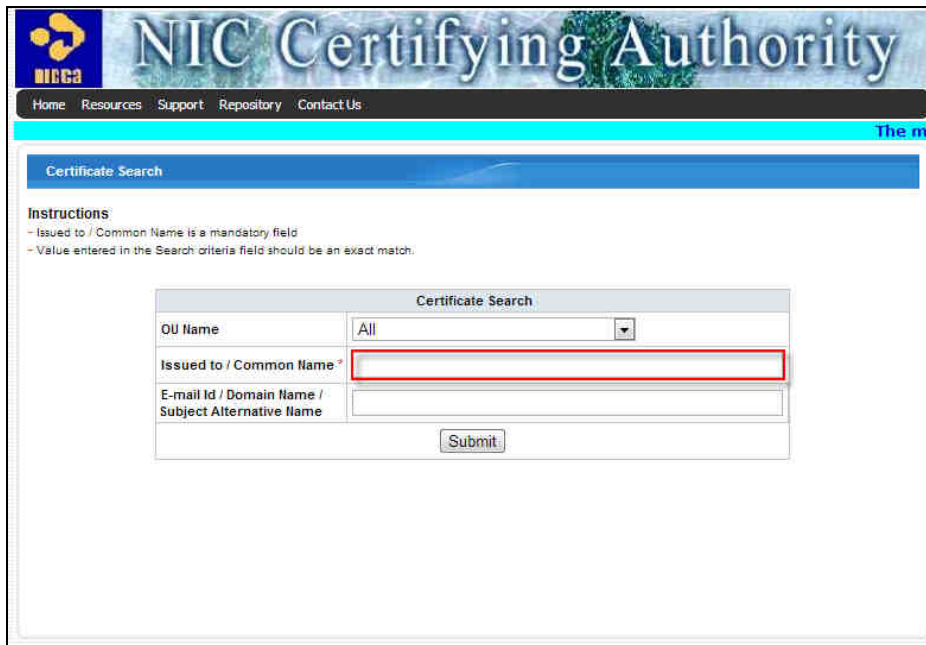 NIC Certifying Authority
nicca
Home Resources Support Repository Contact Us
The m
Certificate Search
Instructions
- Issued to / Common Name is a mandatory field
- Value entered in the Search criteria field should be an exact match.
Certificate Search
OU Name All
Issued to / Common Name *
E-mail Id / Domain Name /
Subject Alternative Name
Submit